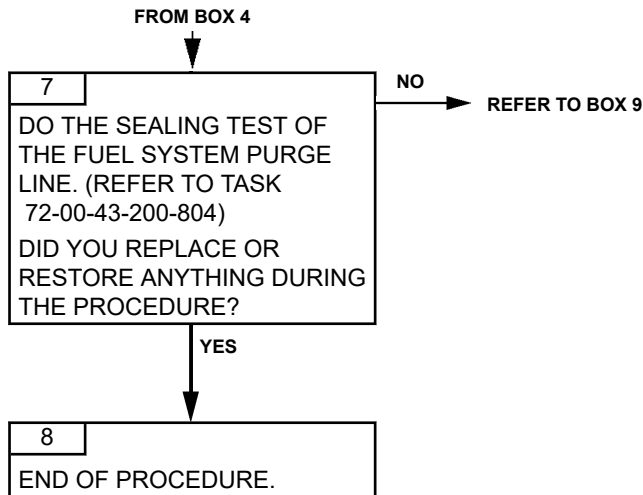 FROM BOX 4
7
NO
REFER TO BOX 9
DO THE SEALING TEST OF
THE FUEL SYSTEM PURGE
LINE. (REFER TO TASK
72-00-43-200-804)
DID YOU REPLACE OR
RESTORE ANYTHING DURING
THE PROCEDURE?
YES
8
END OF PROCEDURE.